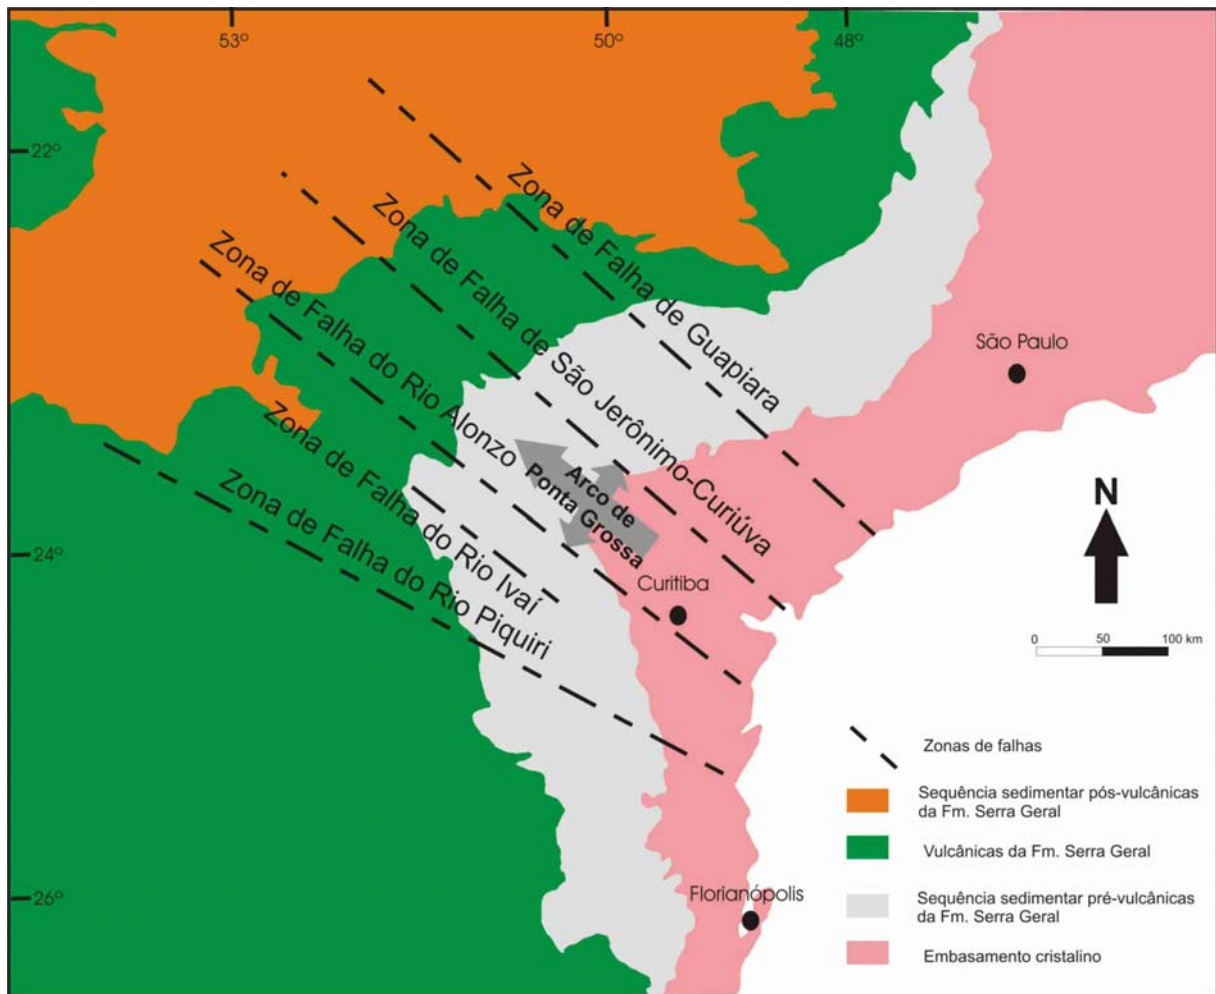 53º
50º
48º
22º
Zona de Falha de Guapiara
Zona de Falha de São Jerônimo-Curiúva
Zona de Falha do Rio Alonzo
Zona de Falha do Rio Ivaí
Zona de Falha do Rio Piquiri
São Paulo
Arco de
Ponta Grossa
24º
Curitiba
N
0 50 100 km
Zonas de falhas
Sequência sedimentar pós-vulcânicas
da Fm. Serra Geral
Vulcânicas da Fm. Serra Geral
26º
Florianópolis
Sequência sedimentar pré-vulcânicas
da Fm. Serra Geral
Embasamento cristalino